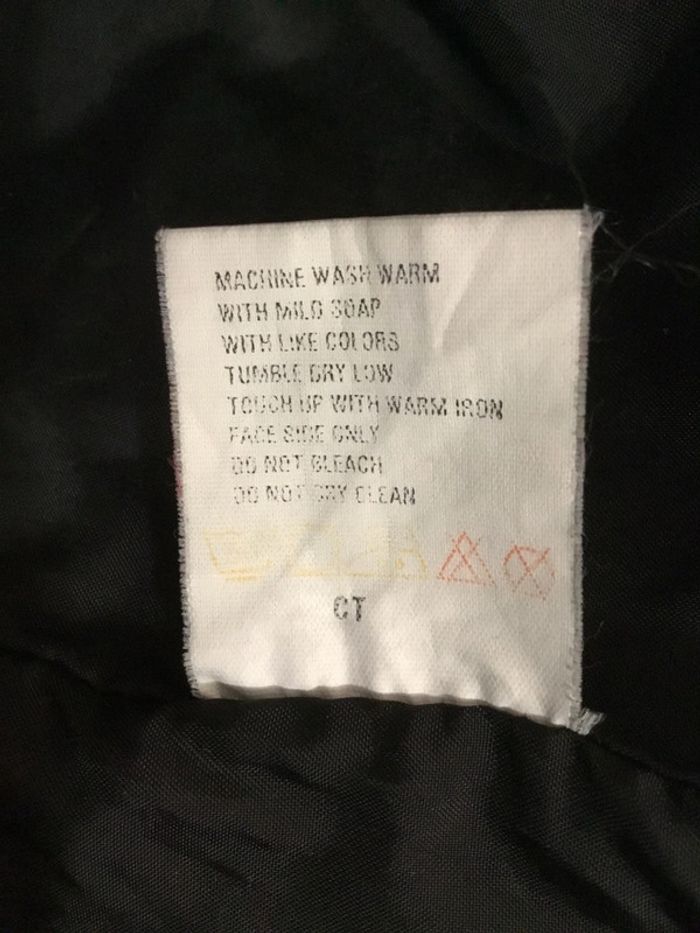 MACHINE WASH WARM
WITH MILD SOAP
WITH LIKE COLORS
TUMBLE DRY LOW
TOUCH UP WITH WARM IRON
FACE SIDE ONLY
DO NOT BLEACH
DO NOT DRY CLEAN
CT